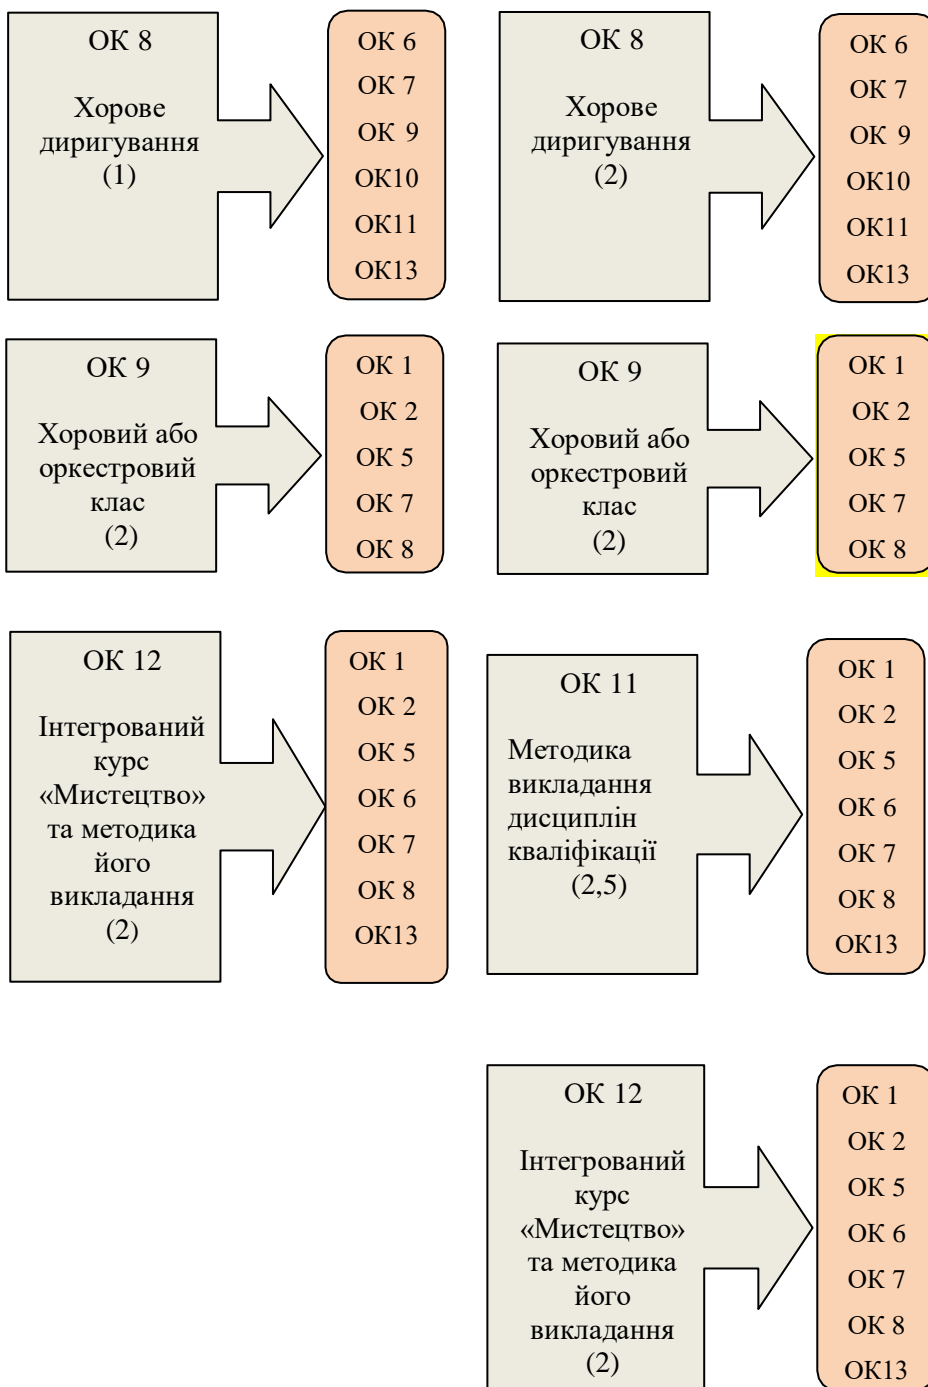 ОК 8
Хорове
диригування
(1)
ОК 6
ОК 7
ОК 9
ОК10
ОК11
ОК13
ОК 8
Хорове
диригування
(2)
ОК 6
ОК 7
ОК 9
ОК10
ОК11
ОК13
ОК 9
Хоровий або
оркестровий
клас
(2)
ОК 1
ОК 2
ОК 5
ОК 7
ОК 8
ОК 9
Хоровий або
оркестровий
клас
(2)
ОК 1
ОК 2
ОК 5
ОК 7
ОК 8
ОК 12
Інтегрований
курс
«Мистецтво»
та методика
його
викладання
(2)
ОК 1
ОК 2
ОК 5
ОК 6
ОК 7
ОК 8
ОК13
ОК 11
Методика
викладання
дисциплін
кваліфікації
(2,5)
ОК 1
ОК 2
ОК 5
ОК 6
ОК 7
ОК 8
ОК13
ОК 12
Інтегрований
курс
«Мистецтво»
та методика
його
викладання
(2)
ОК 1
ОК 2
ОК 5
ОК 6
ОК 7
ОК 8
ОК13